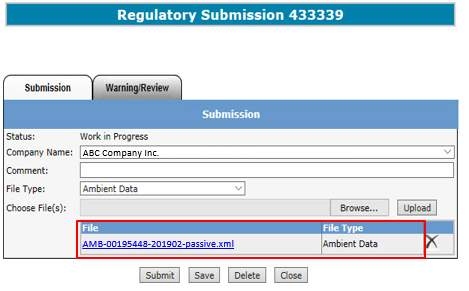 Regulatory Submission 433339
Submission Warning/Review
Submission
Status: Work in Progress
Company Name: ABC Company Inc.
Comment:
File Type: Ambient Data
Choose File(s): Browse... Upload
File File Type
AMB-00195448-201902-passive.xml Ambient Data
Submit Save Delete Close